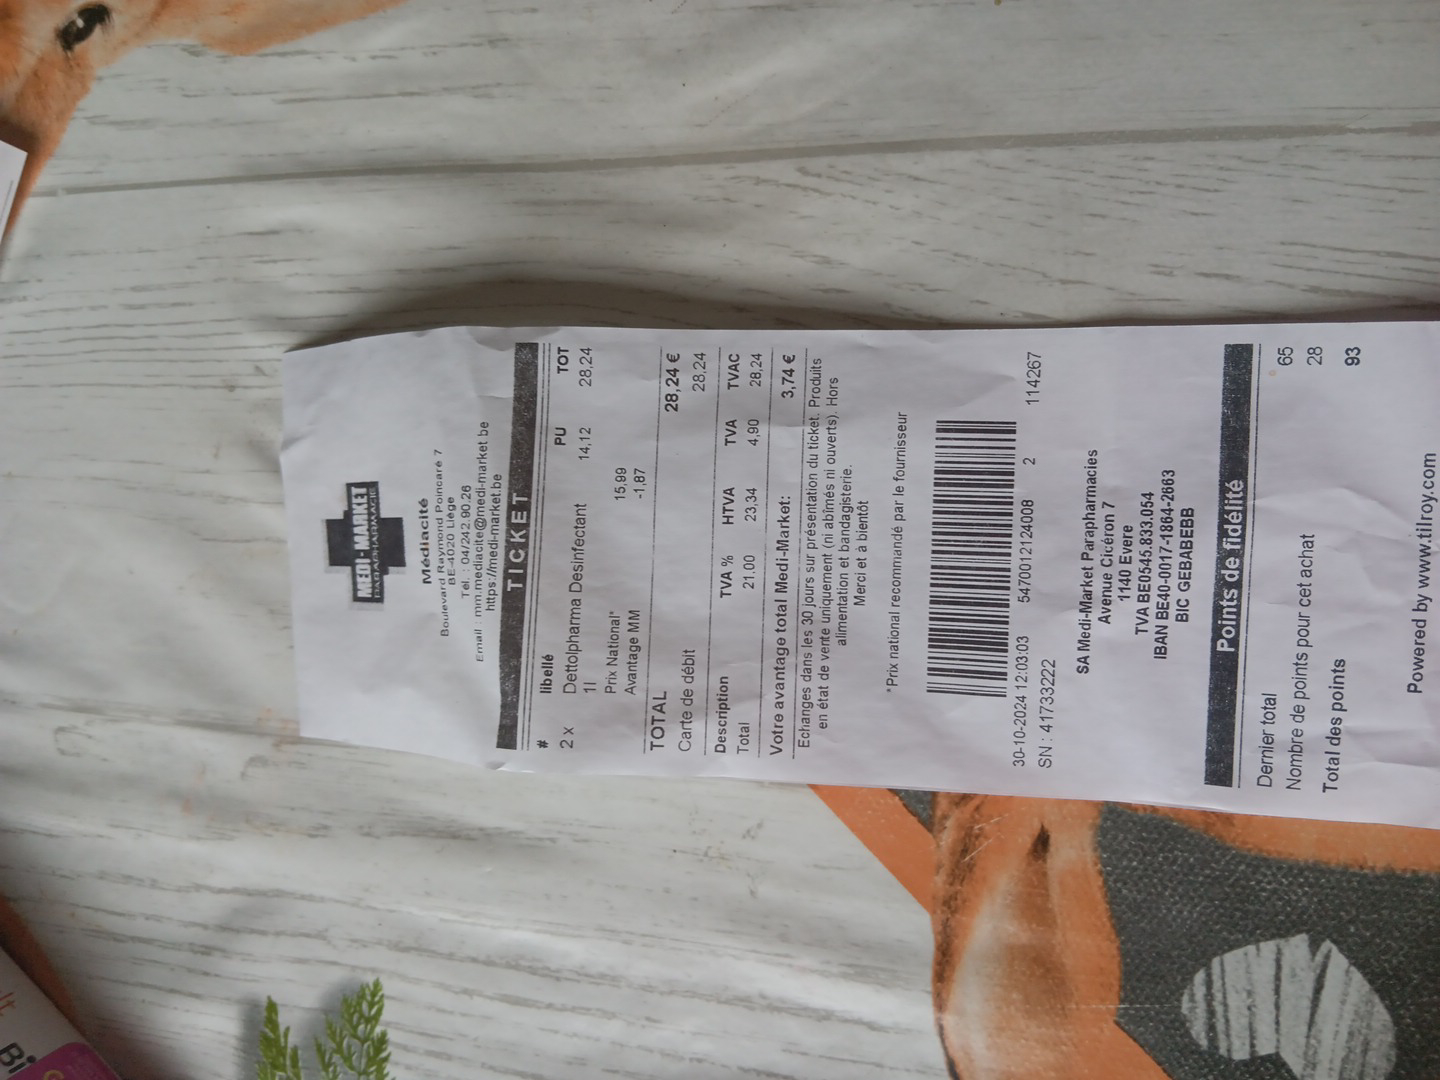 MEDI-MARKET
PARAPHARMACIE
Médiacité
Boulevard Raymond Poincaré 7
BE-4020 Liège
Tél. : 04/242.90.26
Email : mm.mediacite@medi-market be
https://medi-market.be
TICKET
# libellé PU TOT
2 x Dettolpharma Desinfectant 14,12 28,24
1l
Prix National* 15,99
Avantage MM -1,87
TOTAL 28,24 €
Carte de débit 28,24
Description TVA % HTVA TVA TVAC
Total 21.00 23,34 4,90 28,24
Votre avantage total Medi-Market: 3,74 €
Echanges dans les 30 jours sur présentation du ticket. Produits
en état de vente uniquement (ni abîmés ni ouverts). Hors
alimentation et bandagisterie.
Merci et à bientôt
*Prix national recommandé par le fournisseur
30-10-2024 12:03:03 5470012124008 2 114267
SN : 41733222
SA Medi-Market Parapharmacies
Avenue Cicéron 7
1140 Evere
TVA BE0545.833.054
IBAN BE40-0017-1864-2663
BIC GEBABEBB
Points de fidélité
Dernier total 65
Nombre de points pour cet achat 28
Total des points 93
Powered by www.tilroy.com